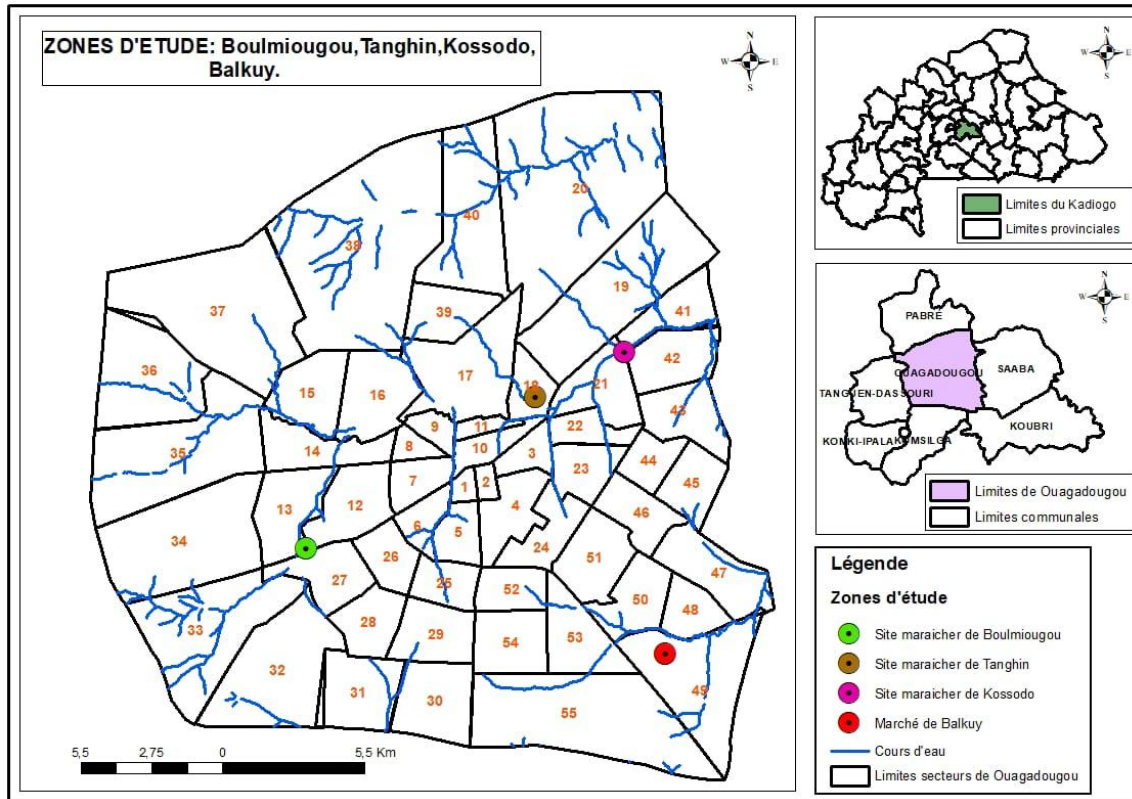 ZONES D'ETUDE: Boulmiougou,Tanghin,Kossodo,
Balkuy.
N
W E
S
20
40
38
19
37
41
39
42
36
17
18
21
15
16
43
9
11
22
35
14
8
10
3
44
23
7
1
2
45
13
12
4
46
6
5
34
24
51
26
47
27
25
52
50
48
28
33
29
54
53
32
49
31
30
55
5,5 2,75 0 5,5 Km
N
W E
S
Limites du Kadiogo
Limites provinciales
N
W E
S
PABRÉ
OUAGADOUGOU
SAABA
TANGUEN-DASSOURI
KOUBRI
KOMKI-IPALA
KOMSILGA
Limites de Ouagadougou
Limites communales
Légende
Zones d'étude
Site maraicher de Boulmiougou
Site maraicher de Tanghin
Site maraicher de Kossodo
Marché de Balkuy
Cours d'eau
Limites secteurs de Ouagadougou